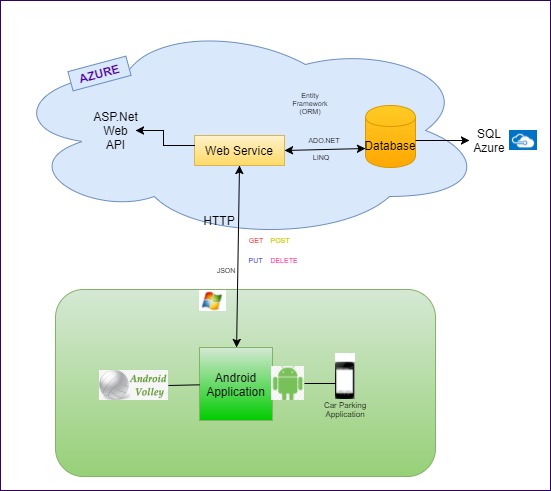 AZURE
ASP.Net
Web
API
Web Service
Entity
Framework
(ORM)
ADO.NET
LINQ
Database
SQL
Azure
HTTP
GET POST
PUT DELETE
JSON
Android
Volley
Android
Application
Car Parking
Application